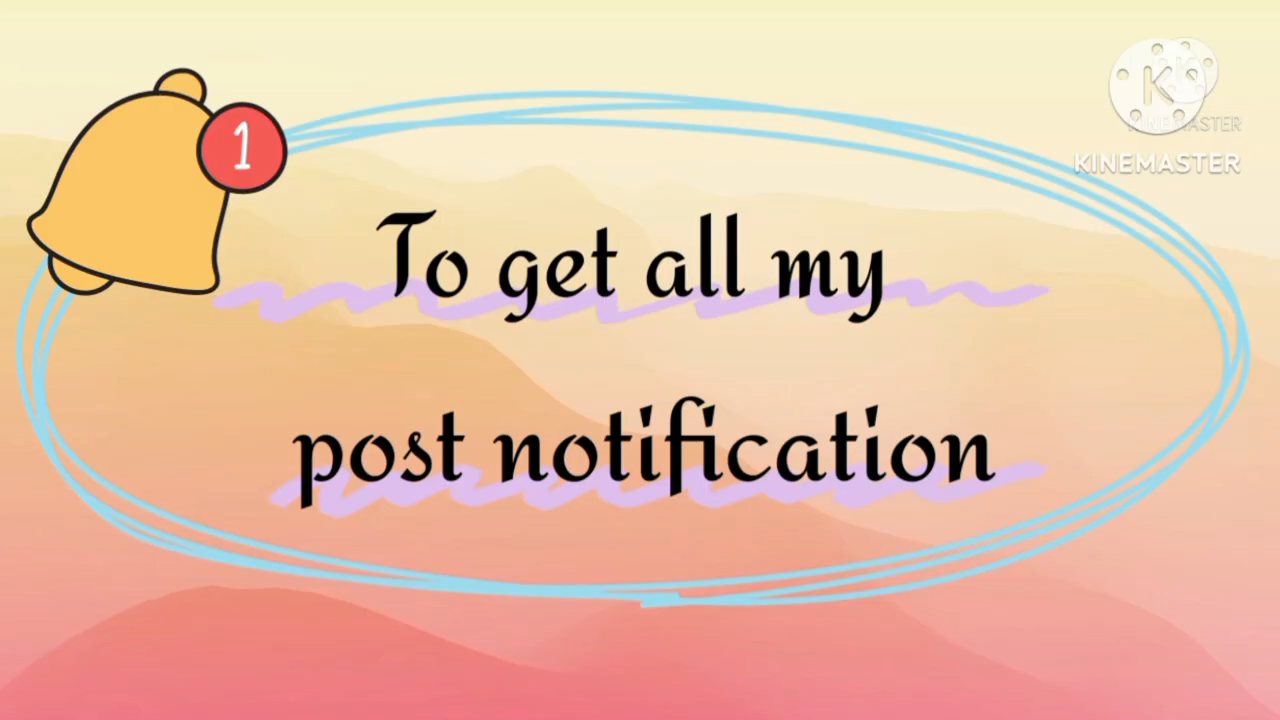 1
K
K
KINEMASTER
KINEMASTER
To get all my
post notification